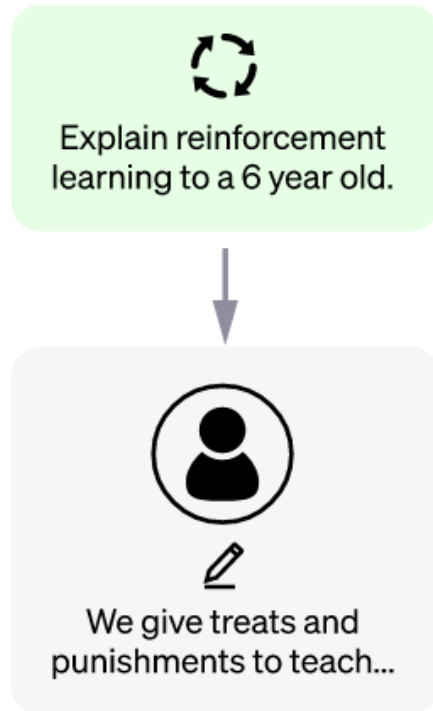 Explain reinforcement
learning to a 6 year old.
We give treats and
punishments to teach...